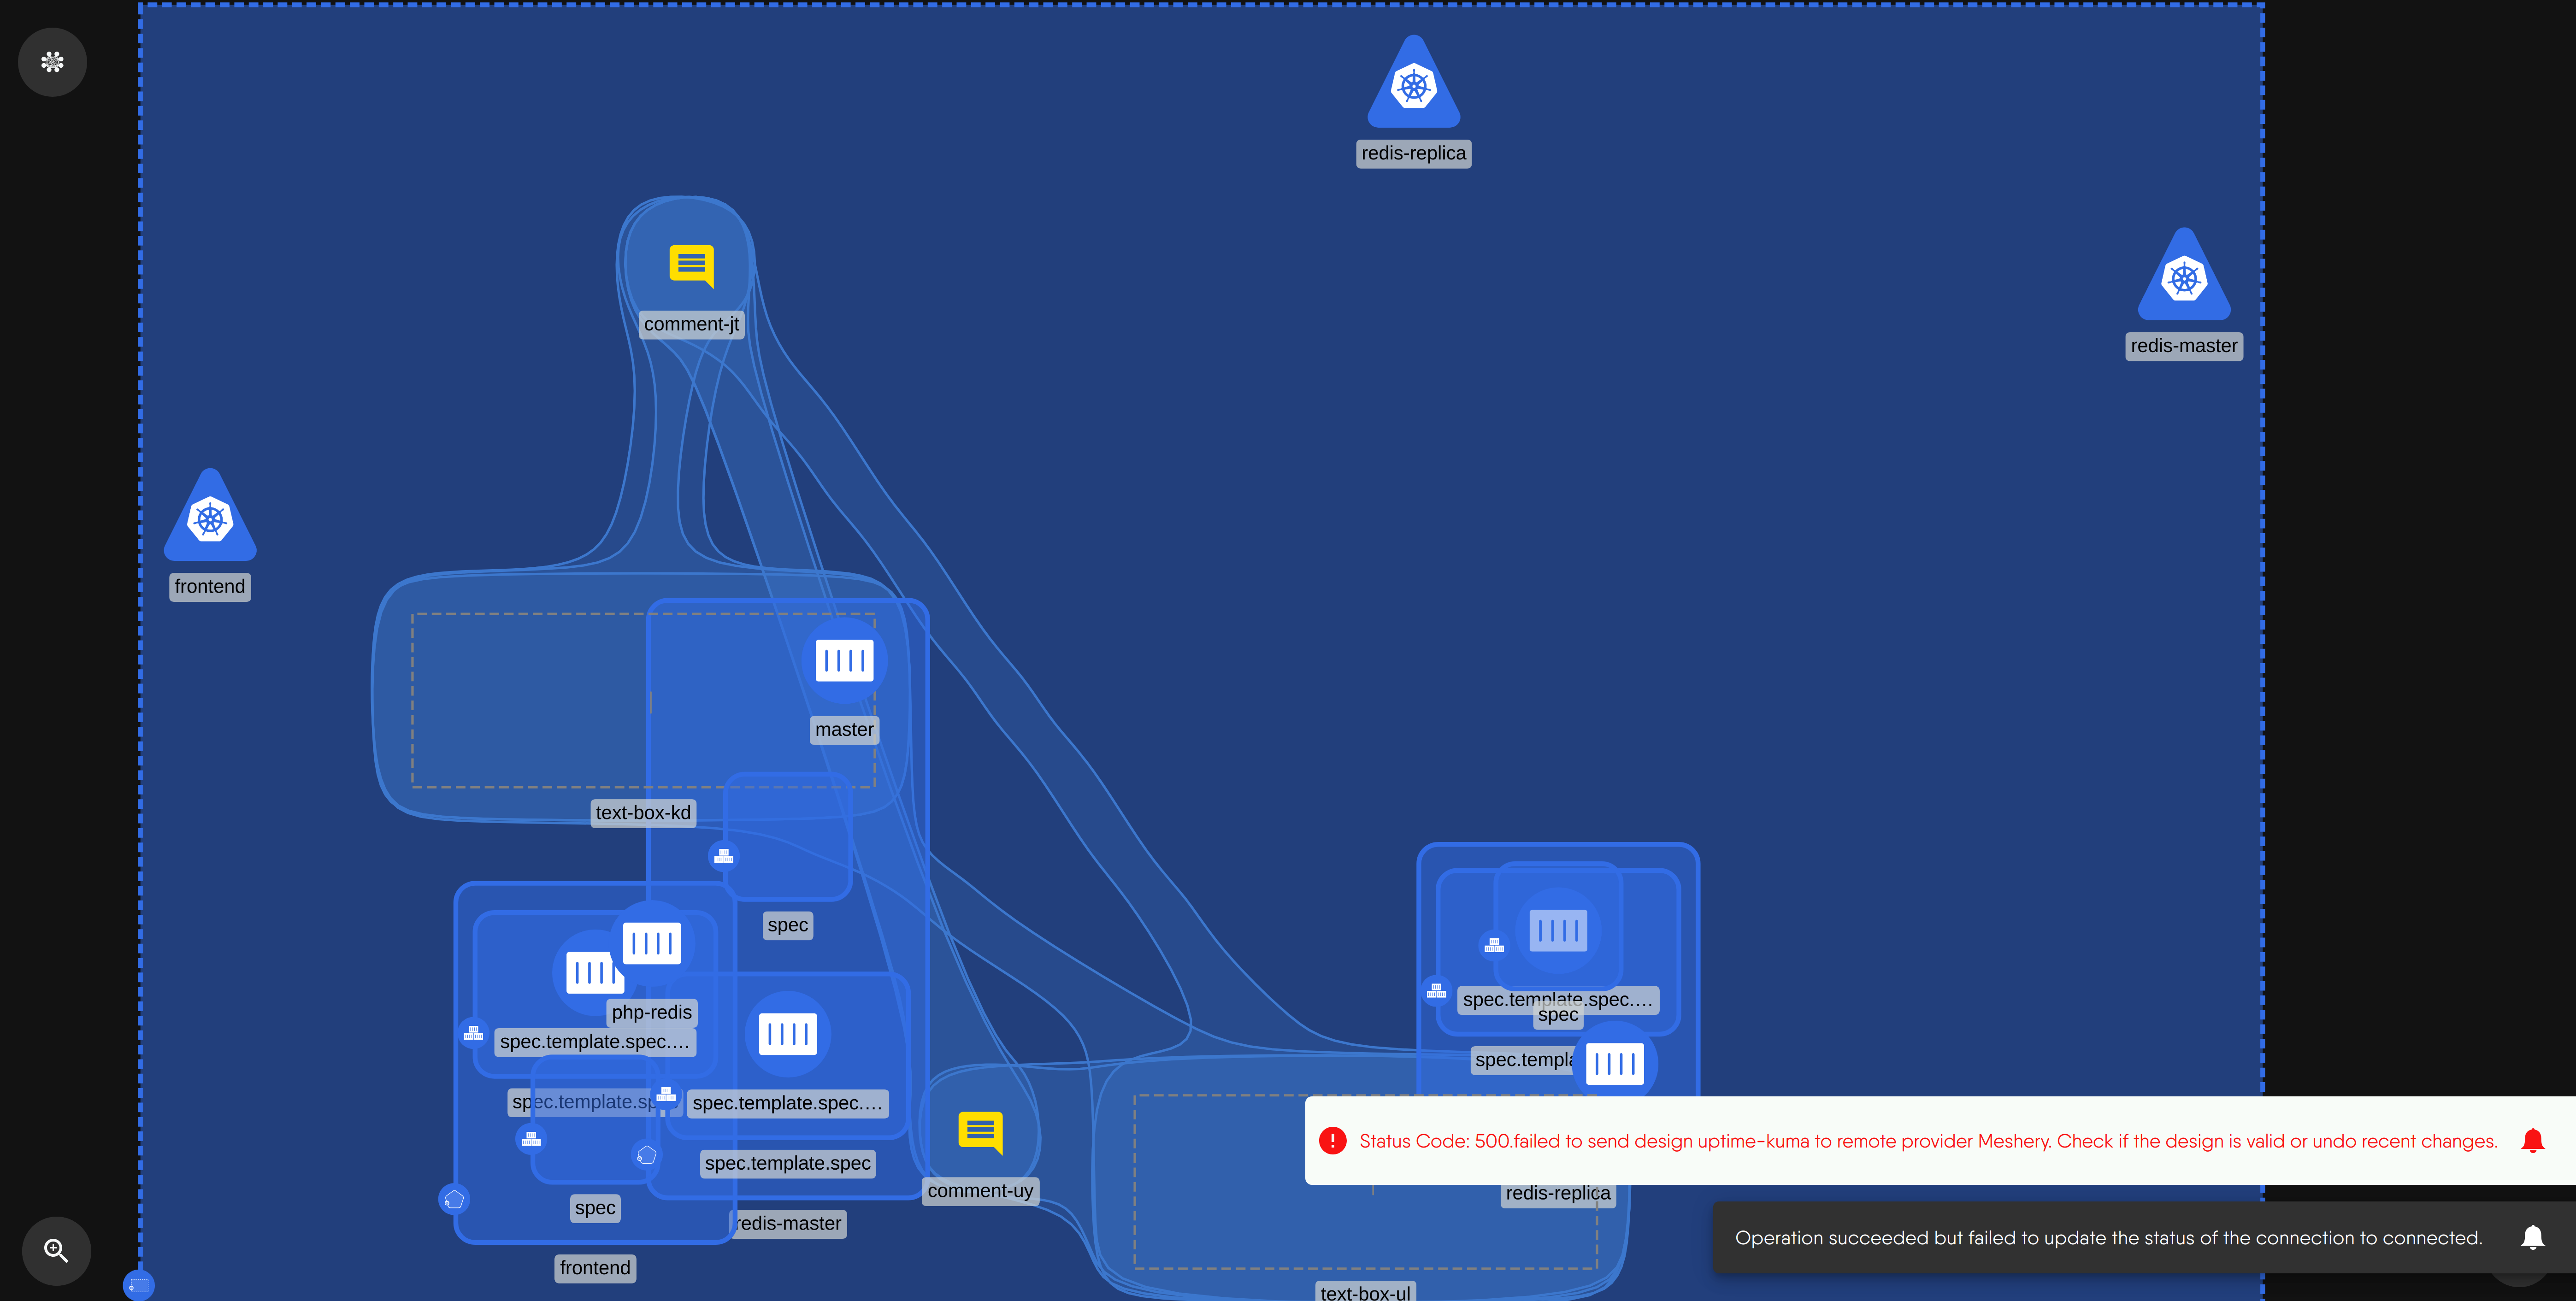 redis-replica
comment-jt
redis-master
frontend
master
text-box-kd
spec
php-redis
spec.template.spec....
spec.template.spec....
spec
spec.templa
spec.template.sp
spec.template.spec....
Status Code: 500.failed to send design uptime-kuma to remote provider Meshery. Check if the design is valid or undo recent changes.
spec.template.spec
comment-uy
redis-replica
spec
redis-master
Operation succeeded but failed to update the status of the connection to connected.
frontend
text-box-ul